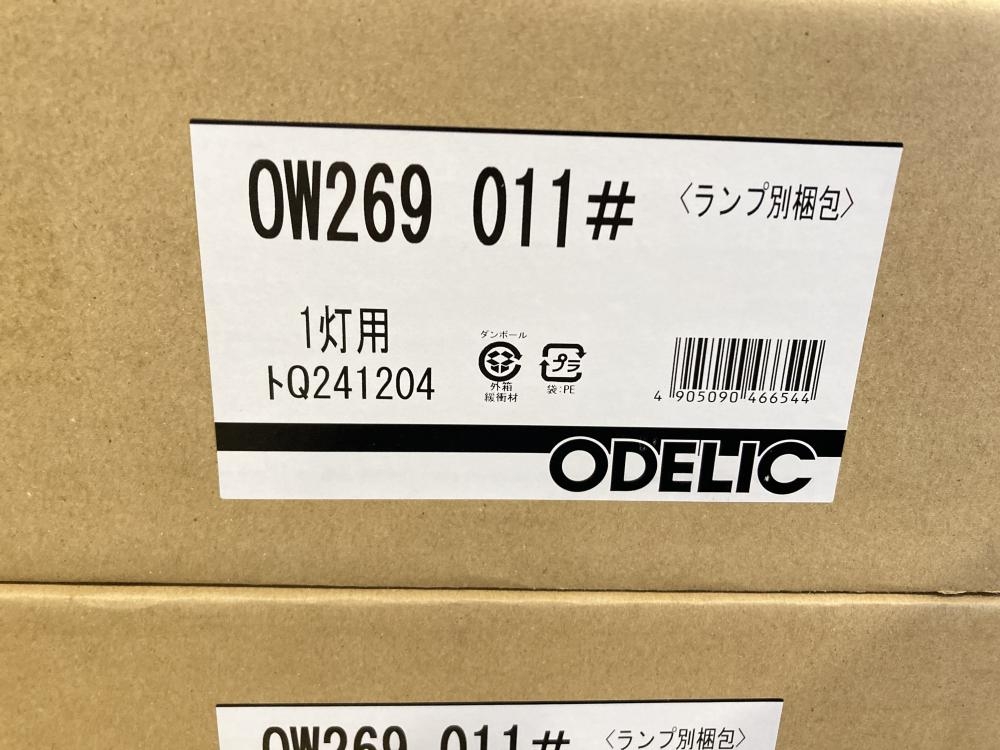 OW269 011# 〈ランプ別梱包〉
1灯用
トQ241204
ダンボール
外箱
緩衝材
プラ
袋:PE
4 905090 466544
ODELIC
OW269 011# 〈ランプ別梱包〉